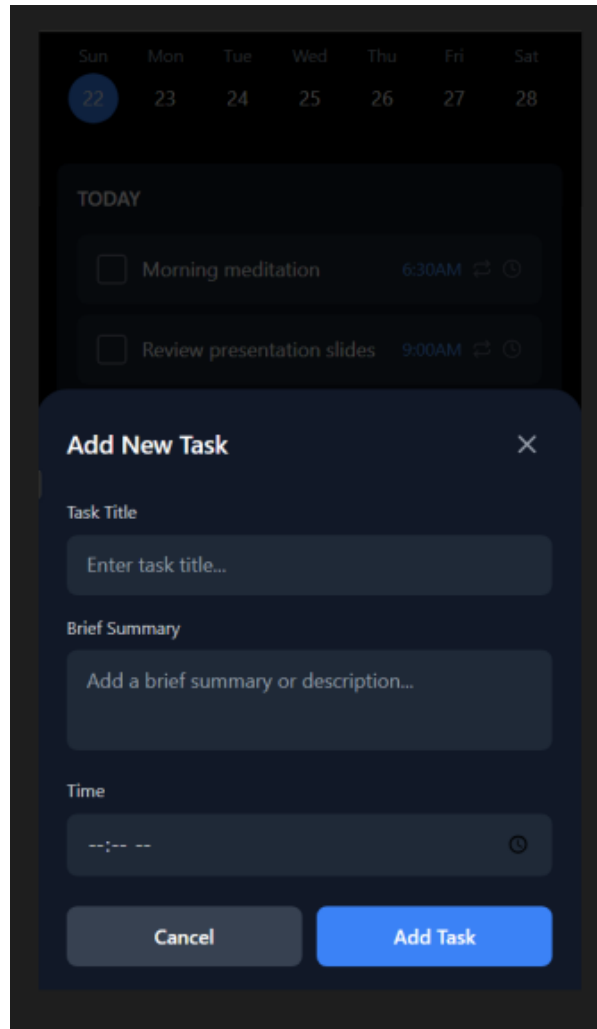 Sun Mon Tue Wed Thu Fri Sat
22 23 24 25 26 27 28
TODAY
Morning meditation 6:30AM
Review presentation slides 9:00AM
Add New Task
Task Title
Enter task title...
Brief Summary
Add a brief summary or description...
Time
--:-- --
Cancel Add Task